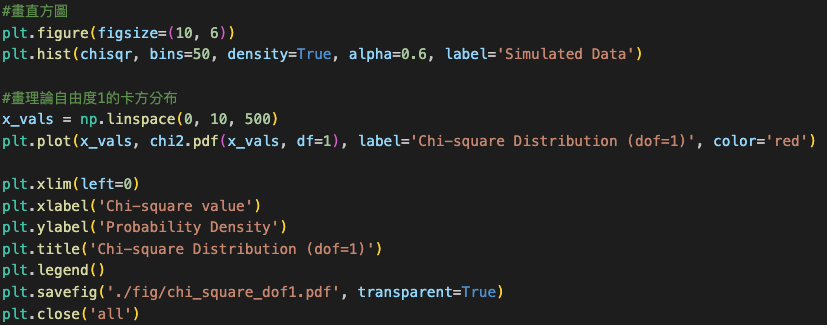 #畫直方圖
plt.figure(figsize=(10, 6))
plt.hist(chisqr, bins=50, density=True, alpha=0.6, label='Simulated Data')
#畫理論自由度1的卡方分布
x_vals = np.linspace(0, 10, 500)
plt.plot(x_vals, chi2.pdf(x_vals, df=1), label='Chi-square Distribution (dof=1)', color='red')
plt.xlim(left=0)
plt.xlabel('Chi-square value')
plt.ylabel('Probability Density')
plt.title('Chi-square Distribution (dof=1)')
plt.legend()
plt.savefig('./fig/chi_square_dof1.pdf', transparent=True)
plt.close('all')